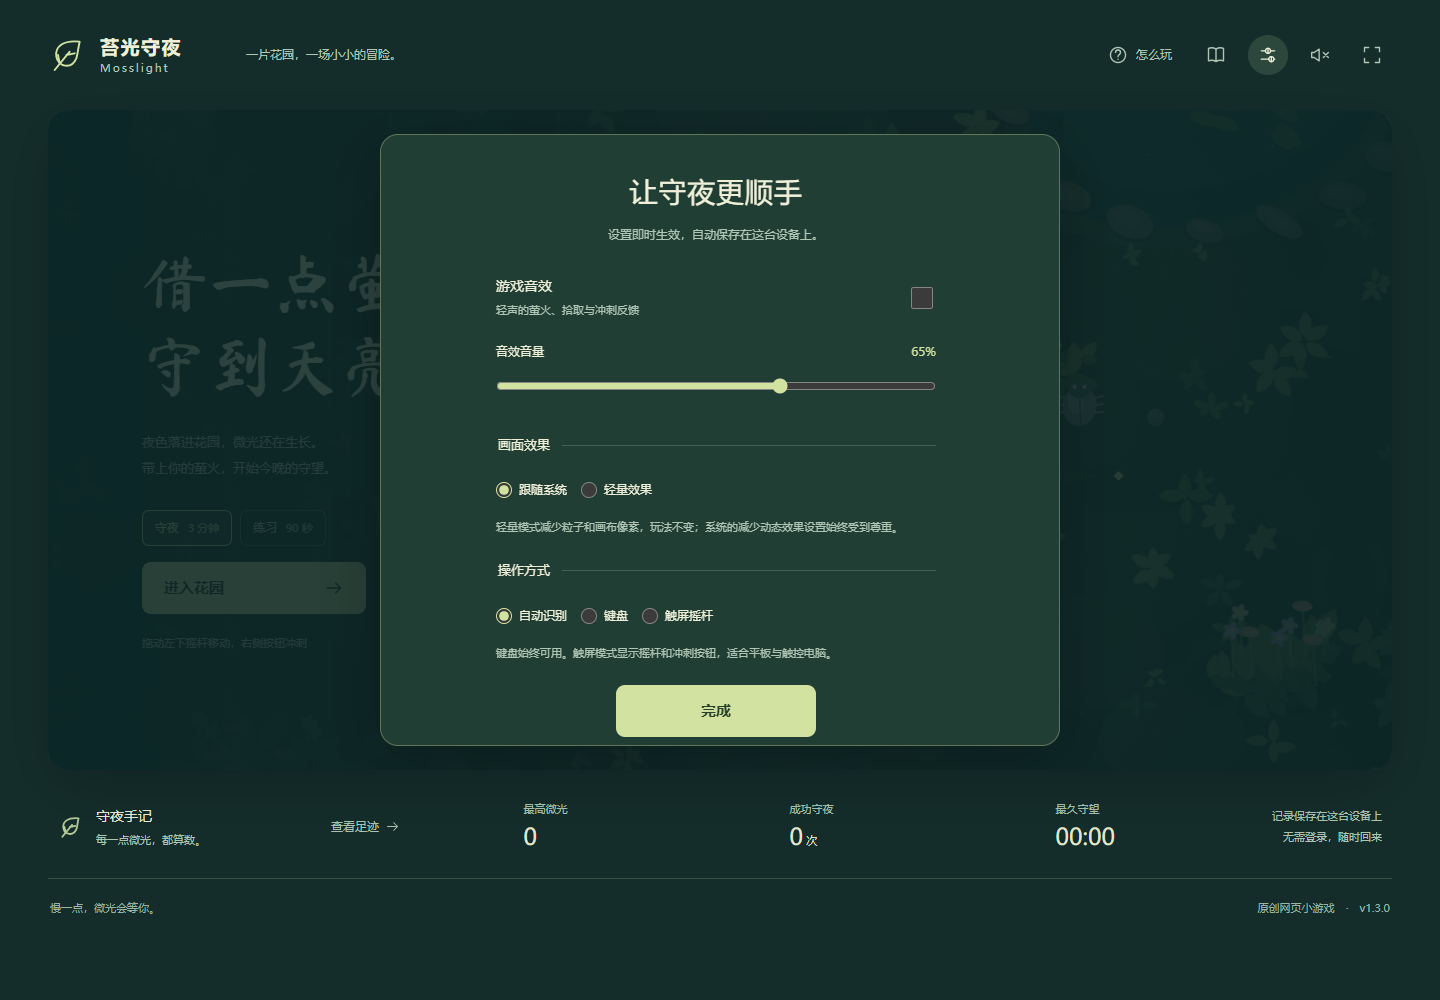 苔光守夜
Mosslight
一片花园，一场小小的冒险。
怎么玩
借一点萤
守到天亮
夜色落进花园，微光还在生长。
带上你的萤火，开始今晚的守望。
守夜 3 分钟
练习 90 秒
进入花园 →
拖动左下摇杆移动，右侧按钮冲刺
让守夜更顺手
设置即时生效，自动保存在这台设备上。
游戏音效
轻声的萤火、拾取与冲刺反馈
音效音量
65%
画面效果
跟随系统
轻量效果
轻量模式减少粒子和画布像素，玩法不变；系统的减少动态效果设置始终受到尊重。
操作方式
自动识别
键盘
触屏摇杆
键盘始终可用。触屏模式显示摇杆和冲刺按钮，适合平板与触控电脑。
完成
守夜手记
每一点微光，都算数。
查看足迹 →
最高微光
0
成功守夜
0 次
最久守望
00:00
记录保存在这台设备上
无需登录，随时回来
慢一点，微光会等你。
原创网页小游戏 · v1.3.0